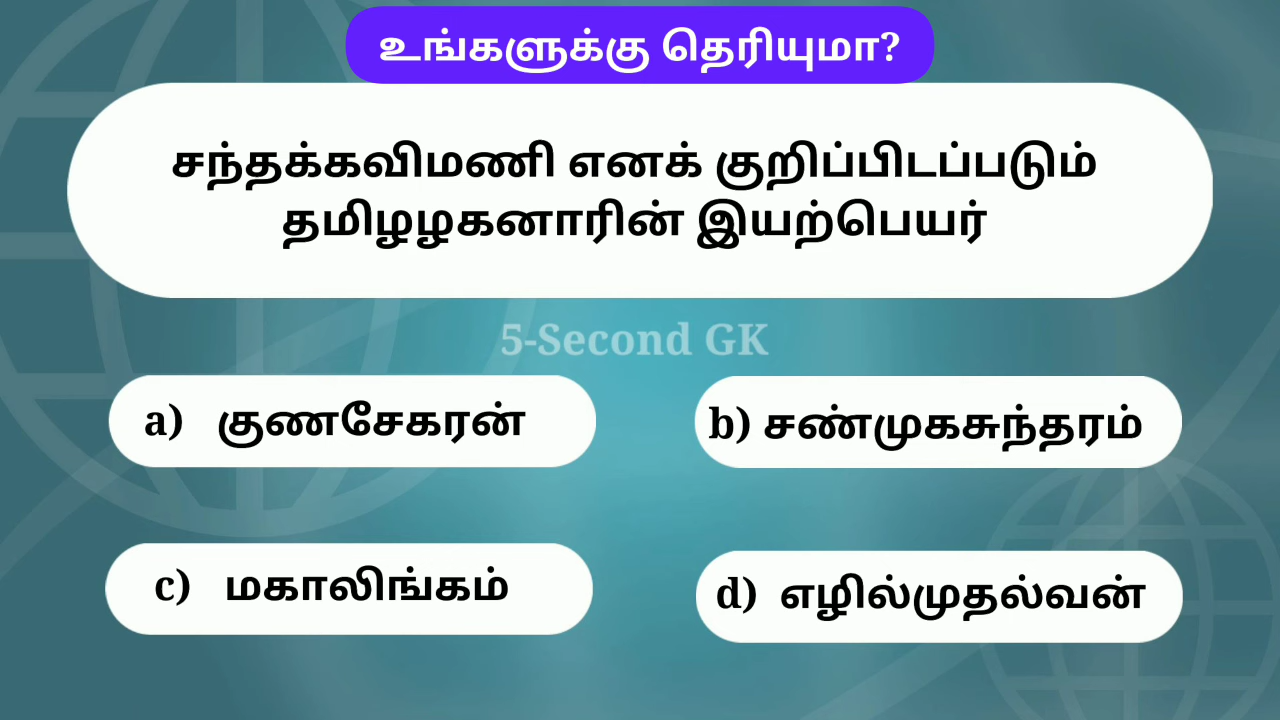 உங்களுக்கு தெரியுமா?
சந்தக்கவிமணி எனக் குறிப்பிடப்படும்
தமிழழகனாரின் இயற்பெயர்
5-Second GK
a) குணசேகரன்
b) சண்முகசுந்தரம்
c) மகாலிங்கம்
d) எழில்முதல்வன்